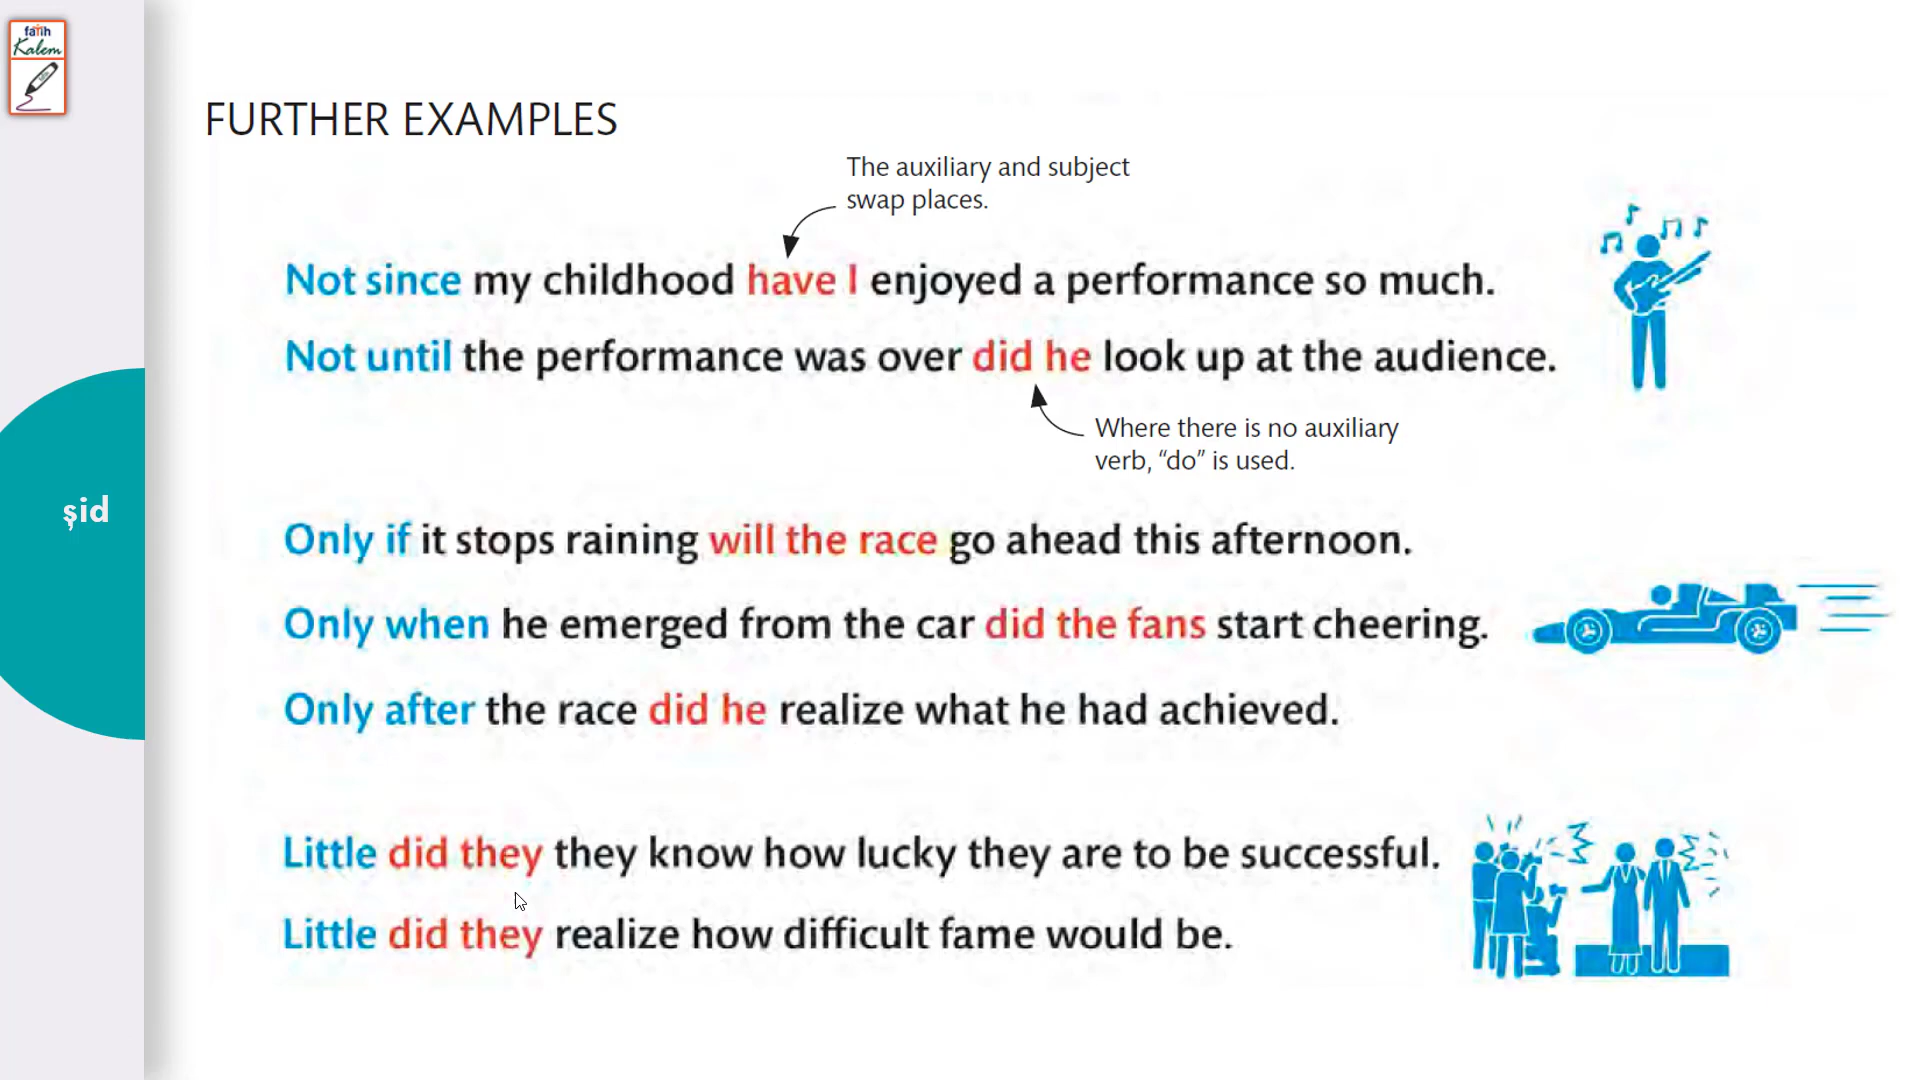 fatih
Kalem
FURTHER EXAMPLES
The auxiliary and subject
swap places.
Not since my childhood have I enjoyed a performance so much.
Not until the performance was over did he look up at the audience.
Where there is no auxiliary
verb, “do” is used.
şid
Only if it stops raining will the race go ahead this afternoon.
Only when he emerged from the car did the fans start cheering.
Only after the race did he realize what he had achieved.
Little did they they know how lucky they are to be successful.
Little did they realize how difficult fame would be.